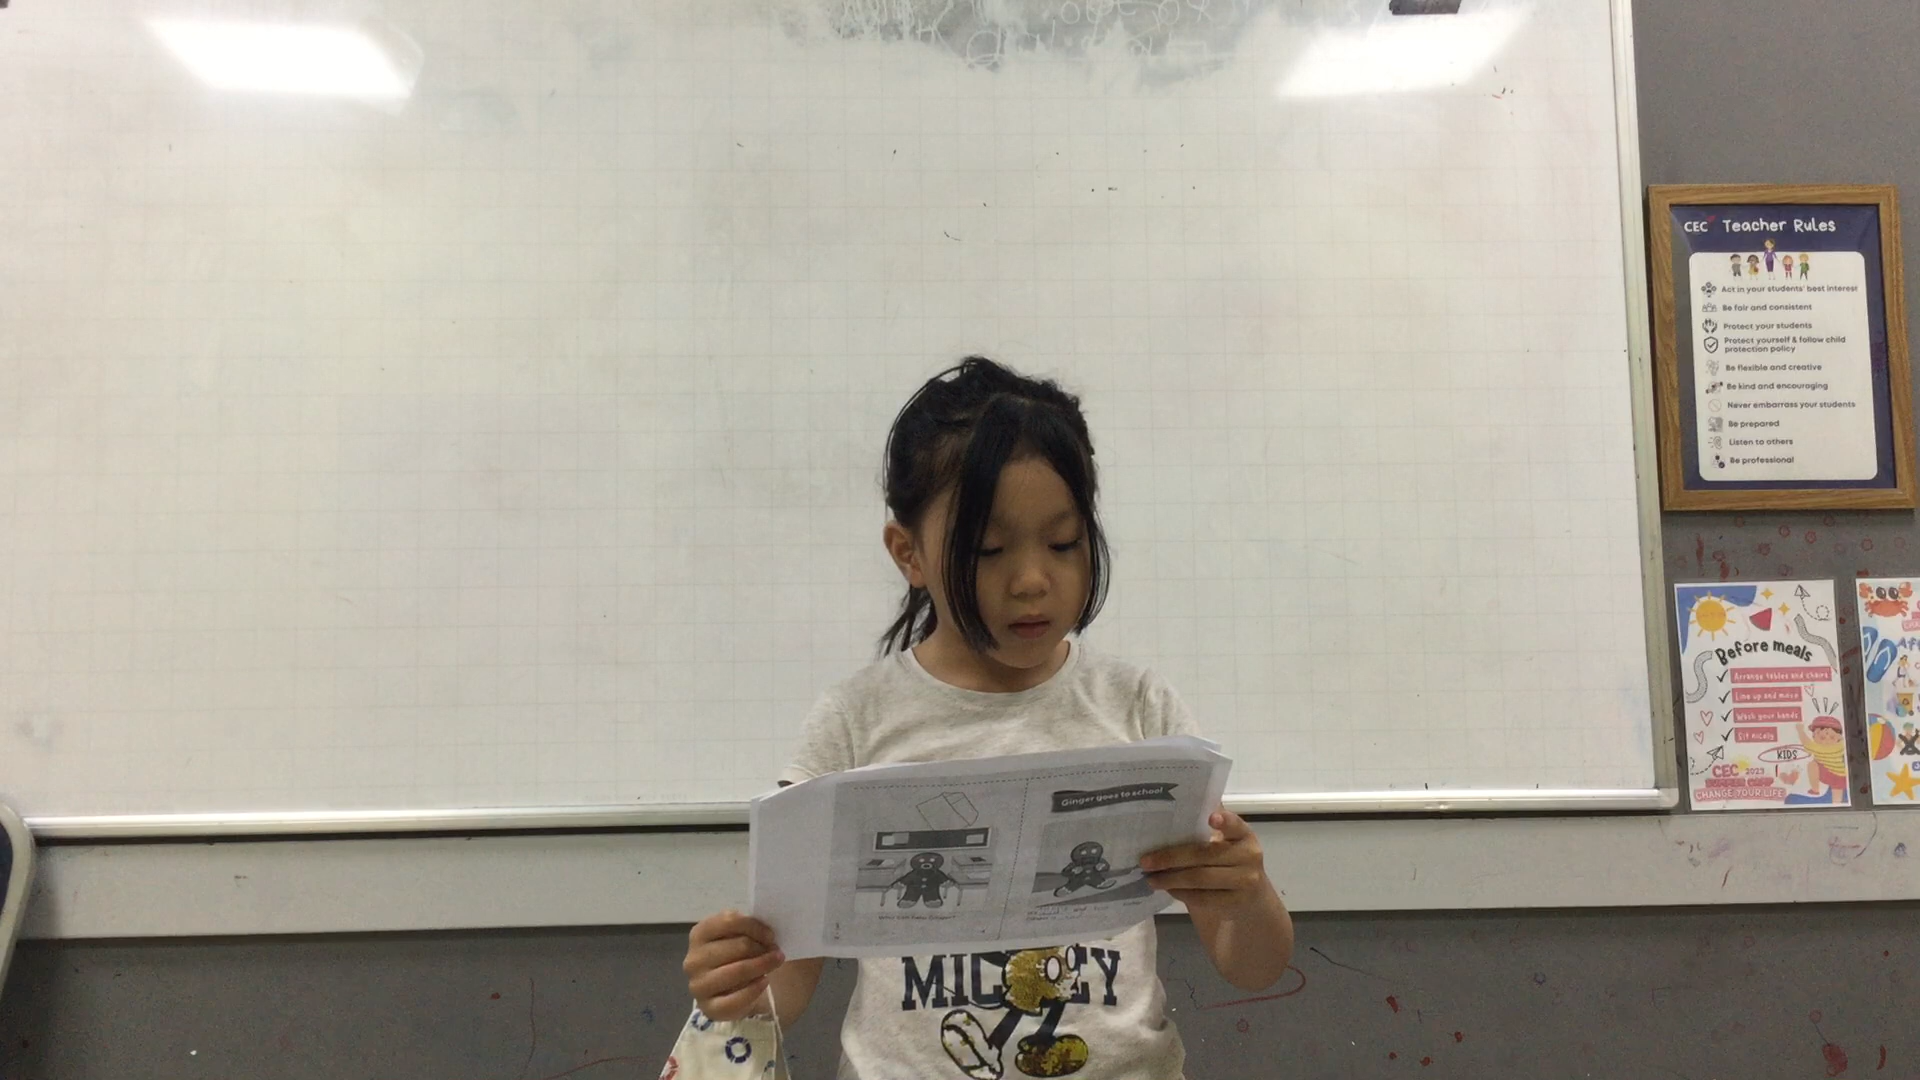 CEC Teacher Rules
Act in your students' best interest
Be fair and consistent
Protect your students
Protect yourself & follow child
protection policy
Be flexible and creative
Be kind and encouraging
Never embarrass your students
Be prepared
Listen to others
Be professional
Before meals
Arrange tables and chairs
Line up and move
Wash your hands
Sit nicely
KIDS
CEC 2023
SUMMER CAMP
CHANGE YOUR LIFE
Ginger goes to school
MICKEY